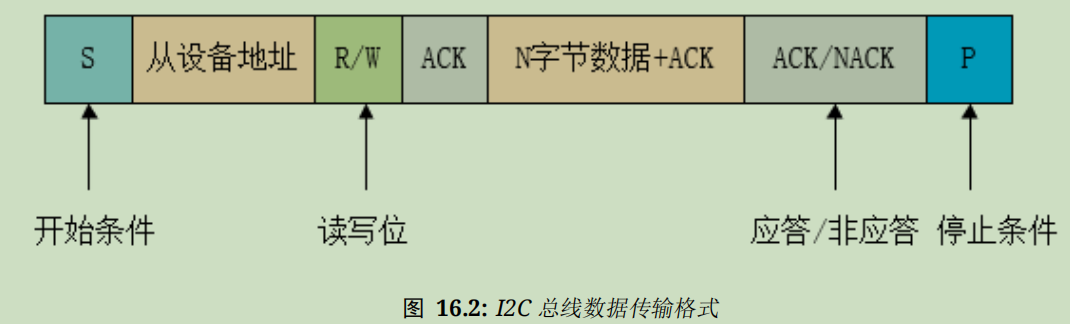 S 从设备地址 R/W ACK N字节数据+ACK ACK/NACK P
开始条件 读写位 应答/非应答 停止条件
图 16.2: I2C 总线数据传输格式